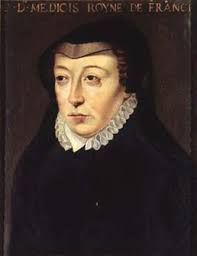 D· MEDICIS ROYNE DE FRANC